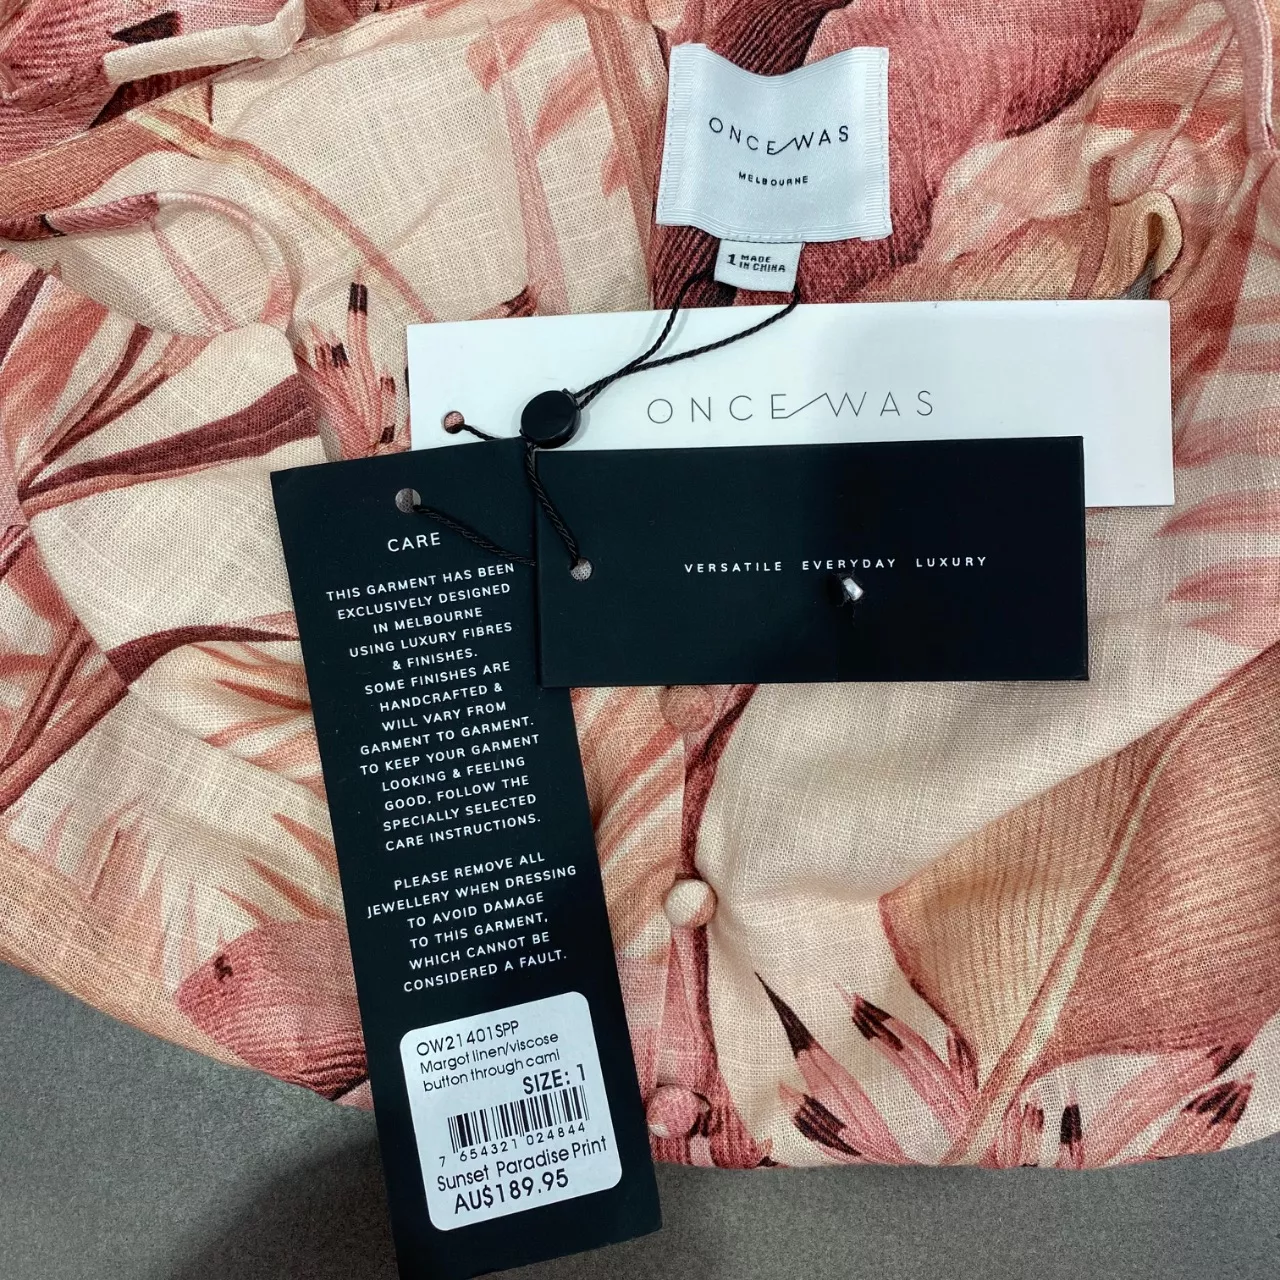 ONCE WAS
MELBOURNE
1 MADE
IN CHINA
ONCE WAS
VERSATILE EVERYDAY LUXURY
CARE
THIS GARMENT HAS BEEN
EXCLUSIVELY DESIGNED
IN MELBOURNE
USING LUXURY FIBRES
& FINISHES.
SOME FINISHES ARE
HANDCRAFTED &
WILL VARY FROM
GARMENT TO GARMENT.
TO KEEP YOUR GARMENT
LOOKING & FEELING
GOOD, FOLLOW THE
SPECIALLY SELECTED
CARE INSTRUCTIONS.
PLEASE REMOVE ALL
JEWELLERY WHEN DRESSING
TO AVOID DAMAGE
TO THIS GARMENT,
WHICH CANNOT BE
CONSIDERED A FAULT.
OW21401SPP
Margot linen/viscose
button through cami
SIZE: 1
7 654321 024844
Sunset Paradise Print
AU$189.95